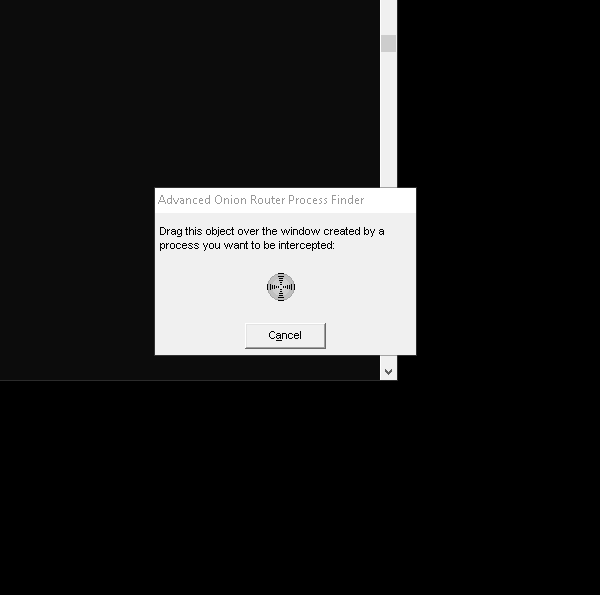 Advanced Onion Router Process Finder
Drag this object over the window created by a
process you want to be intercepted:
Cancel